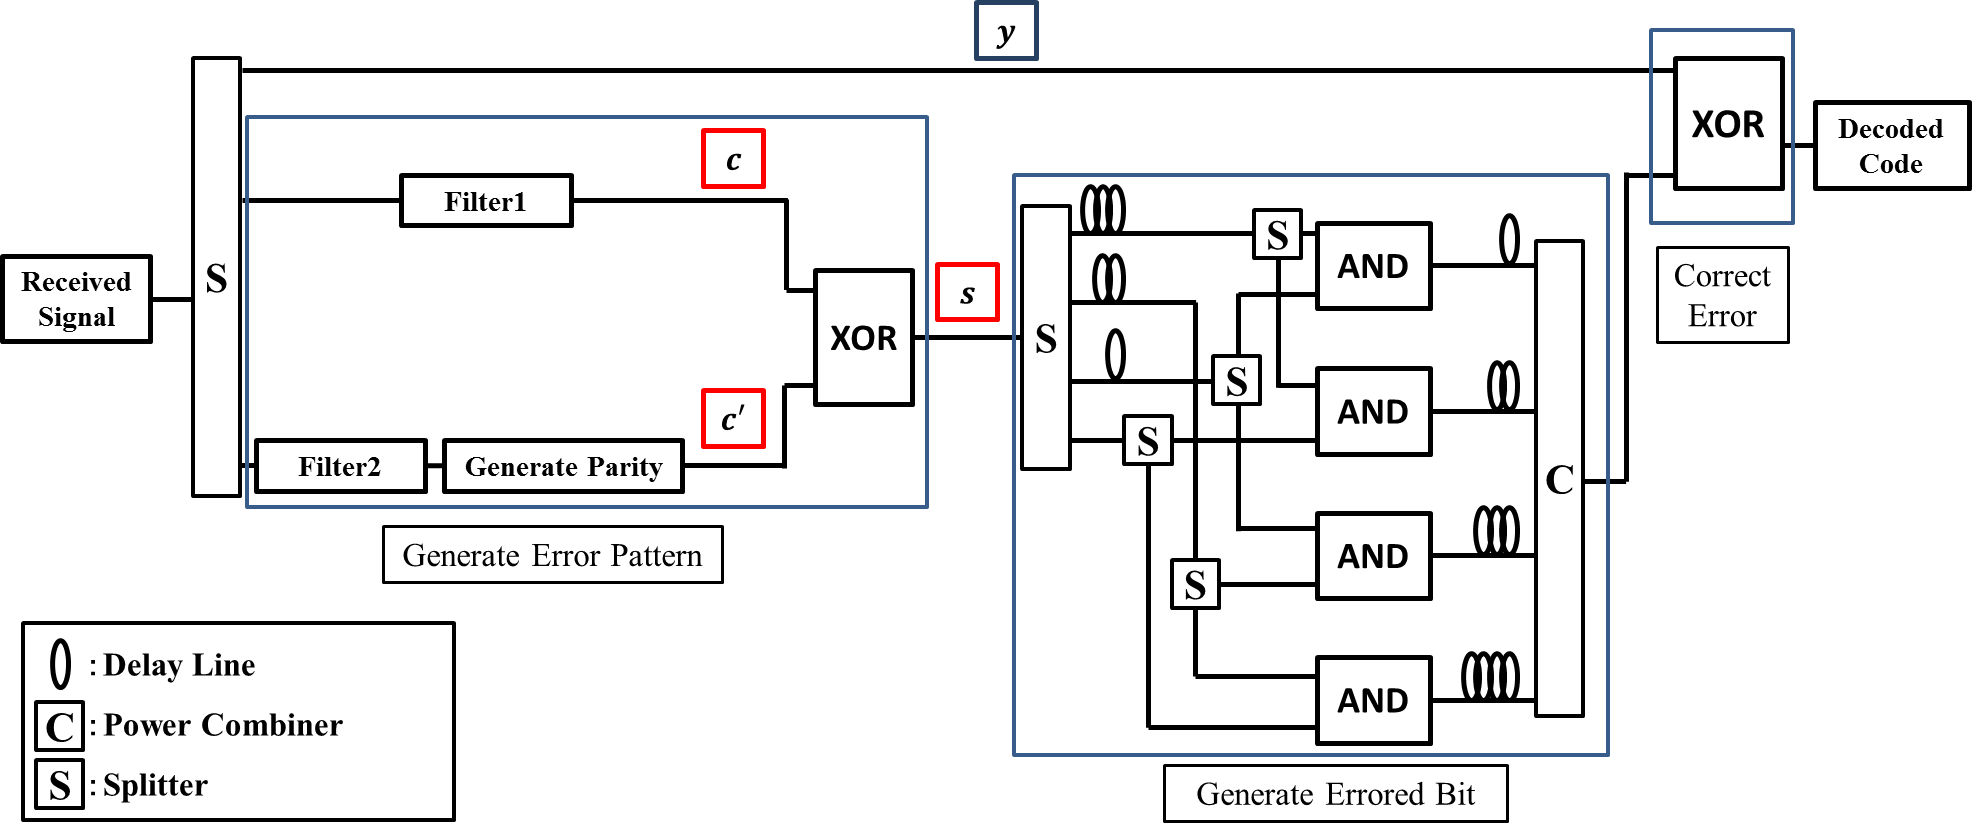 y
Received
Signal
S
Filter1
c
Filter2
Generate Parity
c′
XOR
Generate Error Pattern
s
S
S
S
S
S
AND
AND
AND
AND
C
Generate Errored Bit
XOR
Correct
Error
Decoded
Code
: Delay Line
C : Power Combiner
S : Splitter